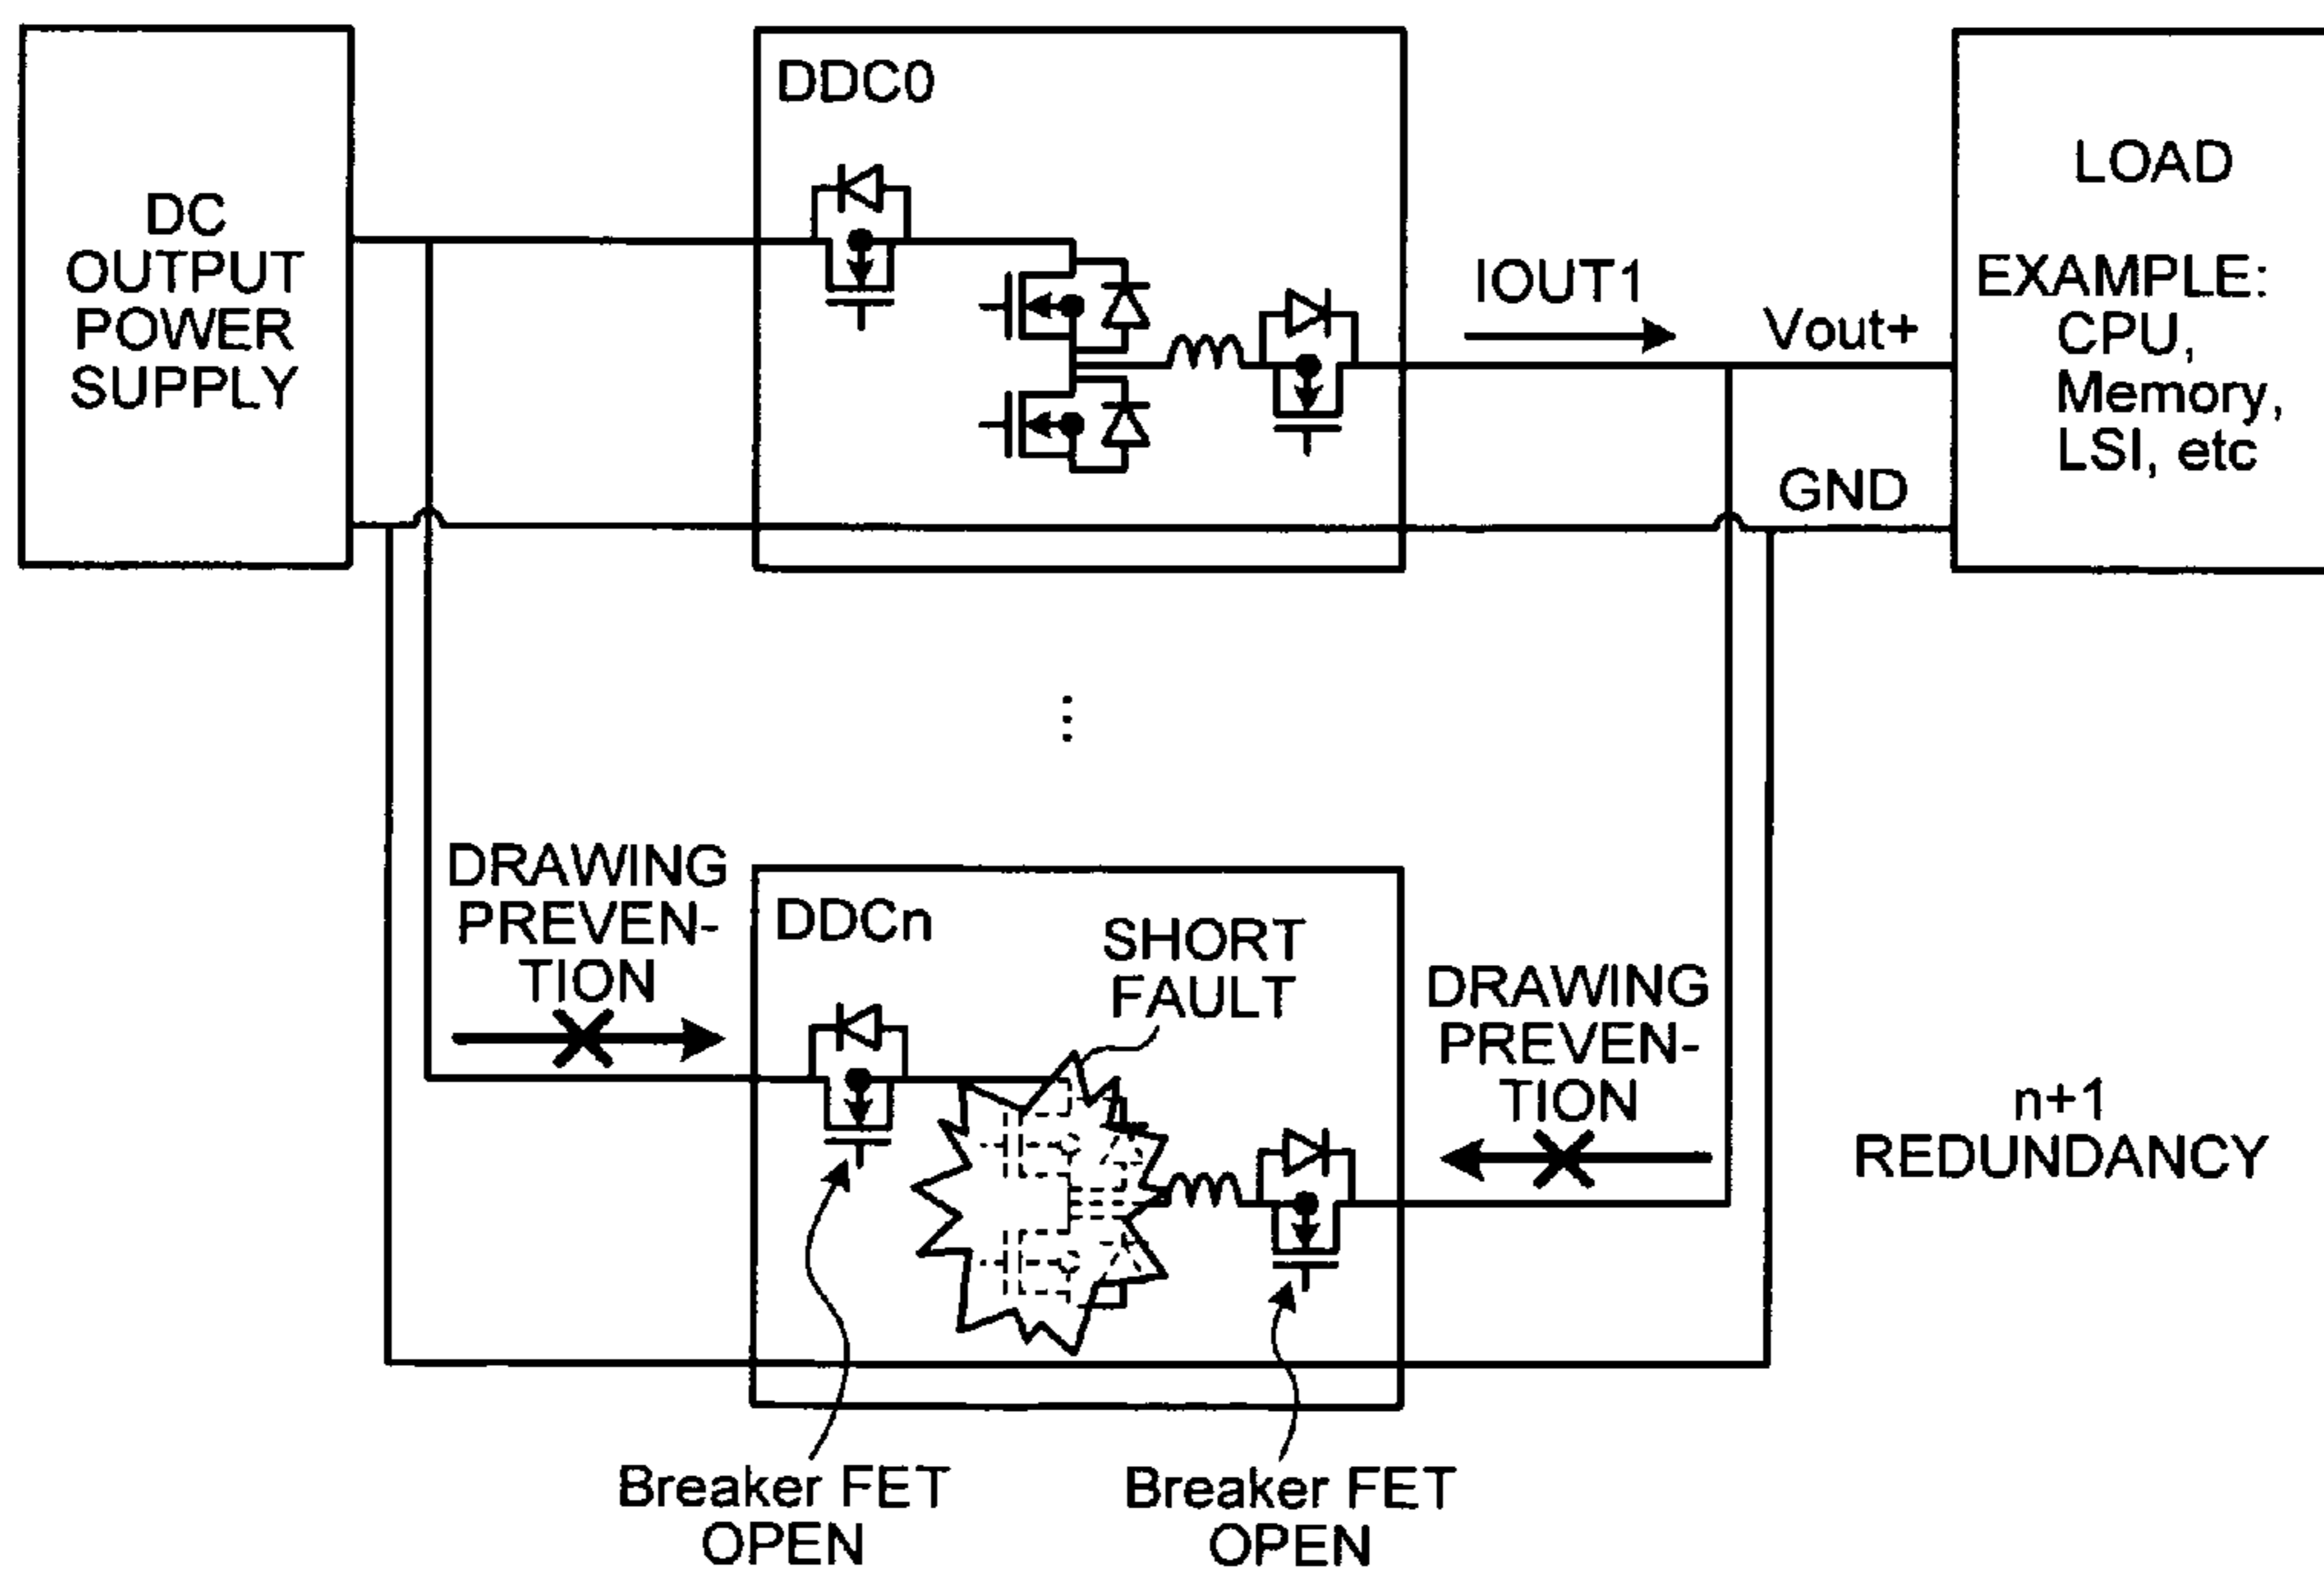 DC
OUTPUT
POWER
SUPPLY
DDC0
IOUT1
Vout+
GND
LOAD
EXAMPLE:
CPU,
Memory,
LSI, etc
DRAWING
PREVEN-
TION
DDCn
SHORT
FAULT
DRAWING
PREVEN-
TION
n+1
REDUNDANCY
Breaker FET
OPEN
Breaker FET
OPEN